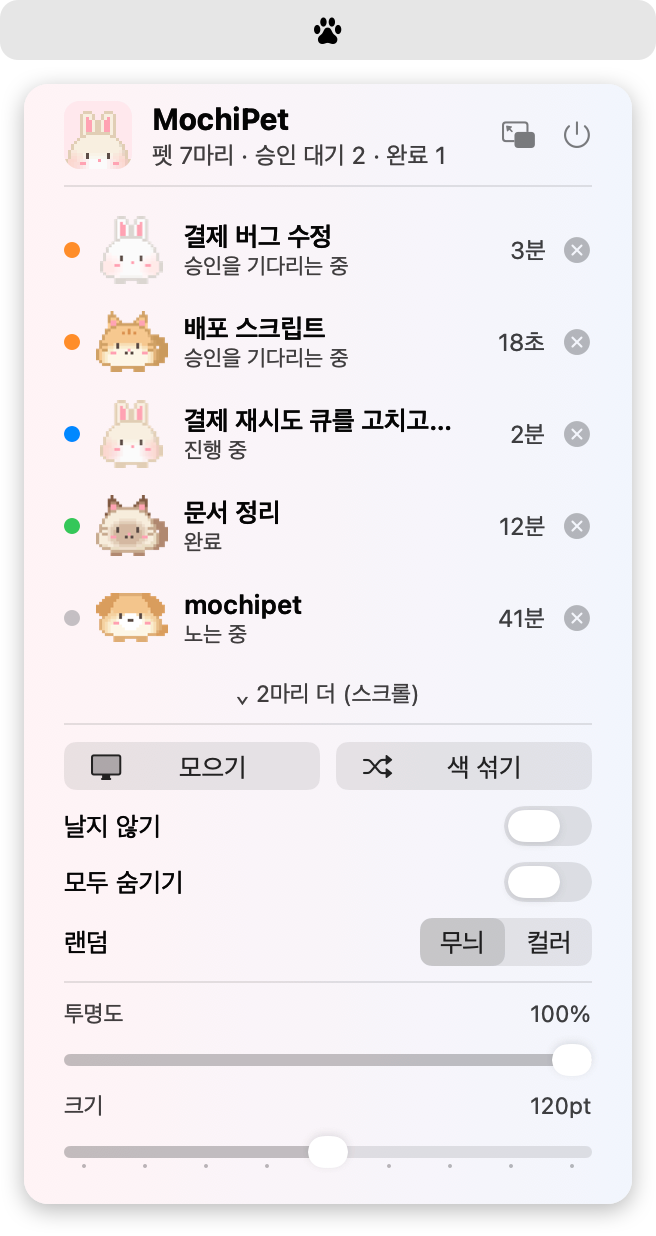 MochiPet
펫 7마리 · 승인 대기 2 · 완료 1
결제 버그 수정
승인을 기다리는 중
3분
배포 스크립트
승인을 기다리는 중
18초
결제 재시도 큐를 고치고...
진행 중
2분
문서 정리
완료
12분
mochipet
노는 중
41분
2마리 더 (스크롤)
모으기
색 섞기
날지 않기
모두 숨기기
랜덤
무늬
컬러
투명도
100%
크기
120pt